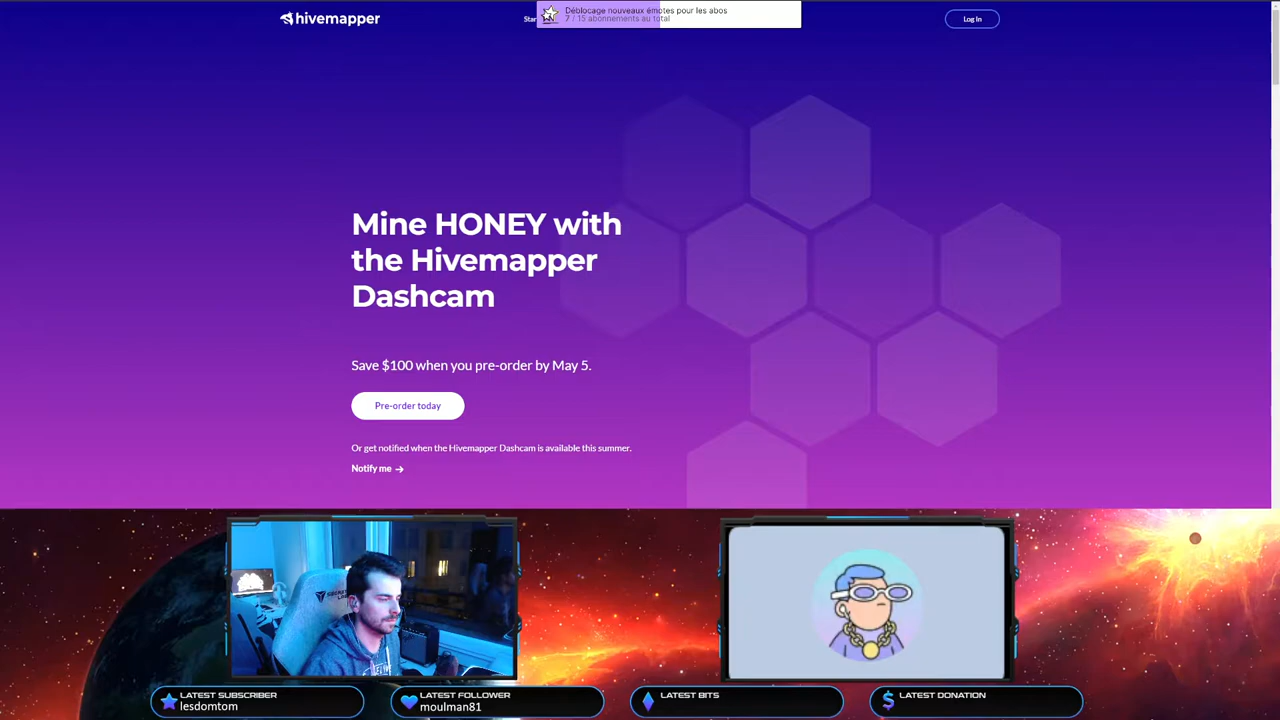 hivemapper
Star
Déblocage nouveaux émotes pour les abos
7 / 15 abonnements au total
Log In
Mine HONEY with
the Hivemapper
Dashcam
Save $100 when you pre-order by May 5.
Pre-order today
Or get notified when the Hivemapper Dashcam is available this summer.
Notify me →
LATEST SUBSCRIBER
lesdomtom
LATEST FOLLOWER
moulman81
LATEST BITS
LATEST DONATION